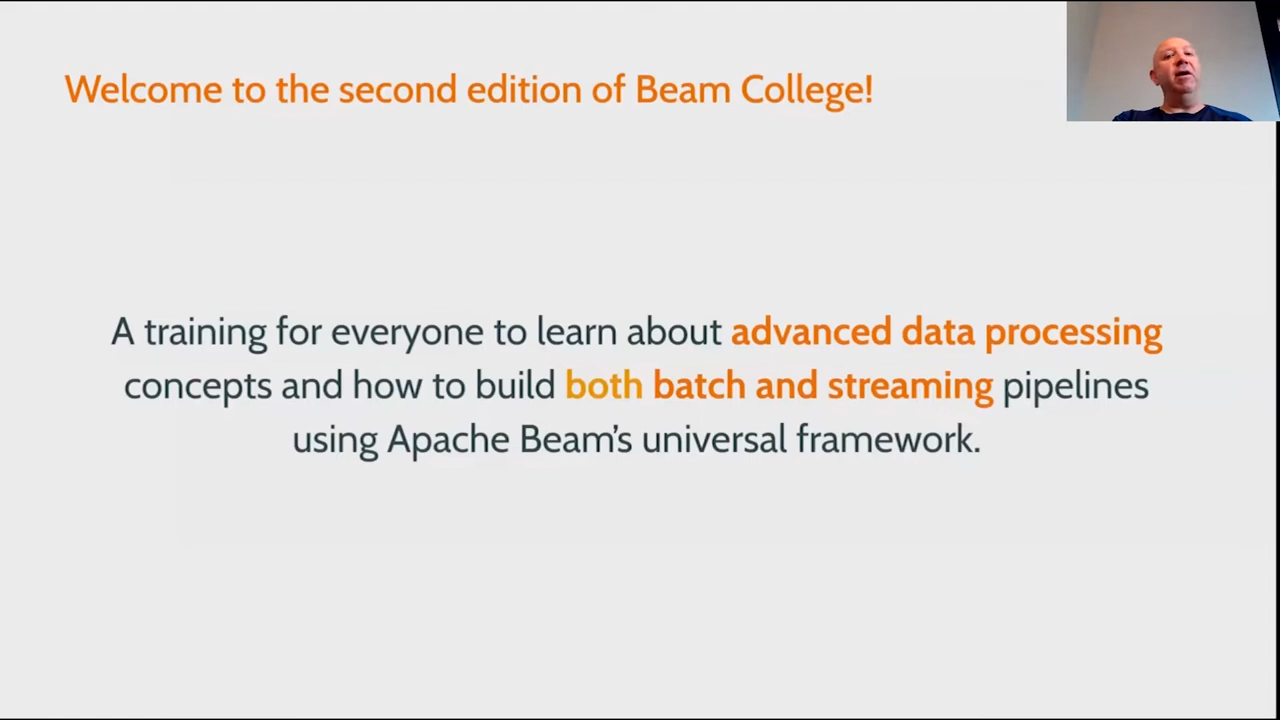 Welcome to the second edition of Beam College!
A training for everyone to learn about advanced data processing
concepts and how to build both batch and streaming pipelines
using Apache Beam's universal framework.